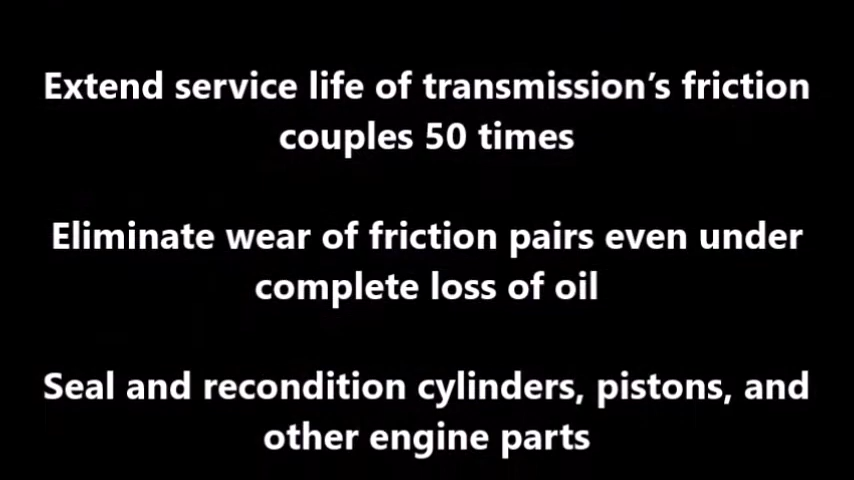 Extend service life of transmission’s friction
couples 50 times
Eliminate wear of friction pairs even under
complete loss of oil
Seal and recondition cylinders, pistons, and
other engine parts